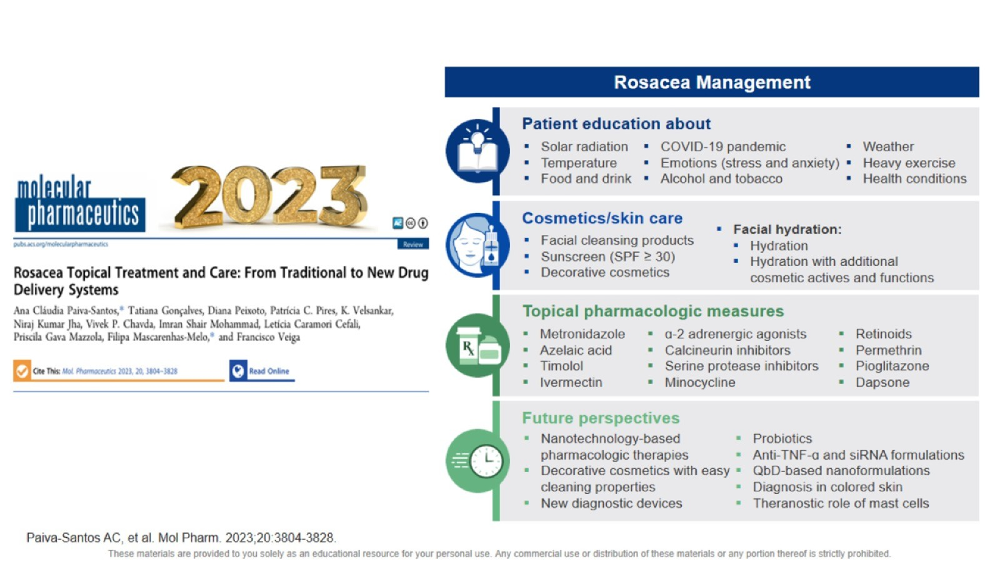 molecular
pharmaceutics
2023
AC
cc
pubs.acs.org/molecularpharmaceutics
Review
Rosacea Topical Treatment and Care: From Traditional to New Drug
Delivery Systems
Ana Cláudia Paiva-Santos,* Tatiana Gonçalves, Diana Peixoto, Patrícia C. Pires, K. Velsankar,
Niraj Kumar Jha, Vivek P. Chavda, Imran Shair Mohammad, Letícia Caramori Cefali,
Priscila Gava Mazzola, Filipa Mascarenhas-Melo,* and Francisco Veiga
Cite This: Mol. Pharmaceutics 2023, 20, 3804−3828
Read Online
Rosacea Management
Patient education about
▪ Solar radiation
▪ Temperature
▪ Food and drink
▪ COVID-19 pandemic
▪ Emotions (stress and anxiety)
▪ Alcohol and tobacco
▪ Weather
▪ Heavy exercise
▪ Health conditions
Cosmetics/skin care
▪ Facial cleansing products
▪ Sunscreen (SPF ≥ 30)
▪ Decorative cosmetics
▪ Facial hydration:
▪ Hydration
▪ Hydration with additional
cosmetic actives and functions
Rx
Topical pharmacologic measures
▪ Metronidazole
▪ Azelaic acid
▪ Timolol
▪ Ivermectin
▪ α-2 adrenergic agonists
▪ Calcineurin inhibitors
▪ Serine protease inhibitors
▪ Minocycline
▪ Retinoids
▪ Permethrin
▪ Pioglitazone
▪ Dapsone
Future perspectives
▪ Nanotechnology-based
pharmacologic therapies
▪ Decorative cosmetics with easy
cleaning properties
▪ New diagnostic devices
▪ Probiotics
▪ Anti-TNF-α and siRNA formulations
▪ QbD-based nanoformulations
▪ Diagnosis in colored skin
▪ Theranostic role of mast cells
Paiva-Santos AC, et al. Mol Pharm. 2023;20:3804-3828.
These materials are provided to you solely as an educational resource for your personal use. Any commercial use or distribution of these materials or any portion thereof is strictly prohibited.